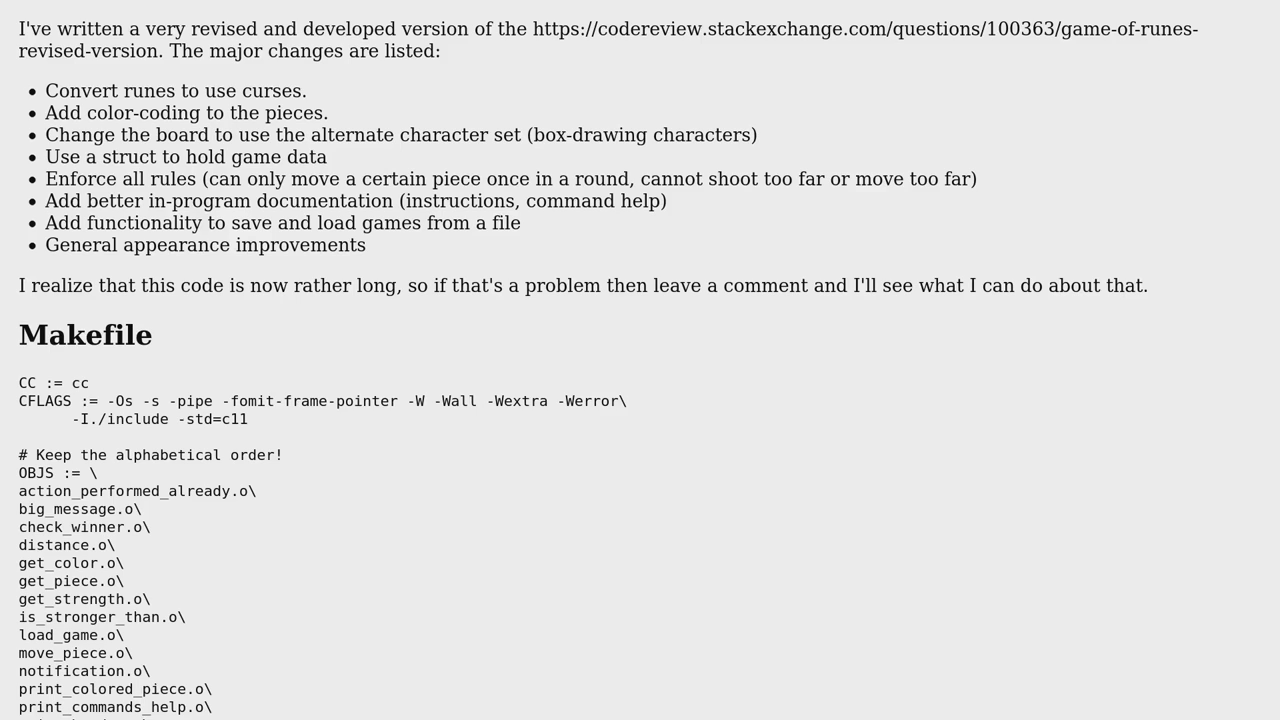 I've written a very revised and developed version of the https://codereview.stackexchange.com/questions/100363/game-of-runes-
revised-version. The major changes are listed:
• Convert runes to use curses.
• Add color-coding to the pieces.
• Change the board to use the alternate character set (box-drawing characters)
• Use a struct to hold game data
• Enforce all rules (can only move a certain piece once in a round, cannot shoot too far or move too far)
• Add better in-program documentation (instructions, command help)
• Add functionality to save and load games from a file
• General appearance improvements
I realize that this code is now rather long, so if that's a problem then leave a comment and I'll see what I can do about that.
Makefile
CC := cc
CFLAGS := -Os -s -pipe -fomit-frame-pointer -W -Wall -Wextra -Werror\
-I./include -std=c11
# Keep the alphabetical order!
OBJS := \
action_performed_already.o\
big_message.o\
check_winner.o\
distance.o\
get_color.o\
get_piece.o\
get_strength.o\
is_stronger_than.o\
load_game.o\
move_piece.o\
notification.o\
print_colored_piece.o\
print_commands_help.o\